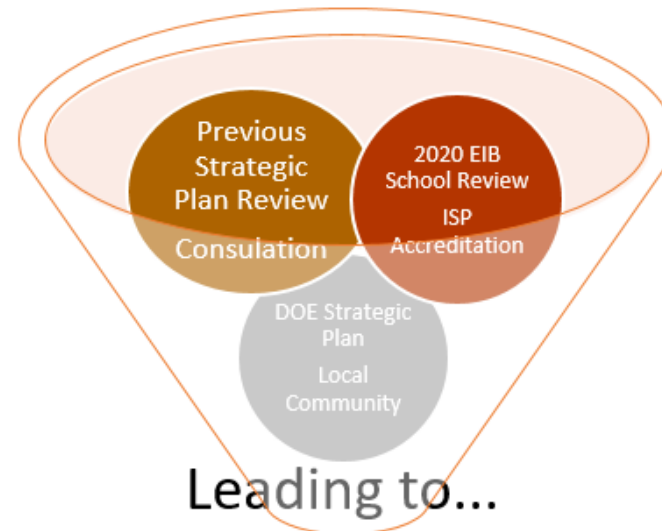 Previous
Strategic
Plan Review
Consulation
2020 EIB
School Review
ISP
Accreditation
DOE Strategic
Plan
Local
Community
Leading to...